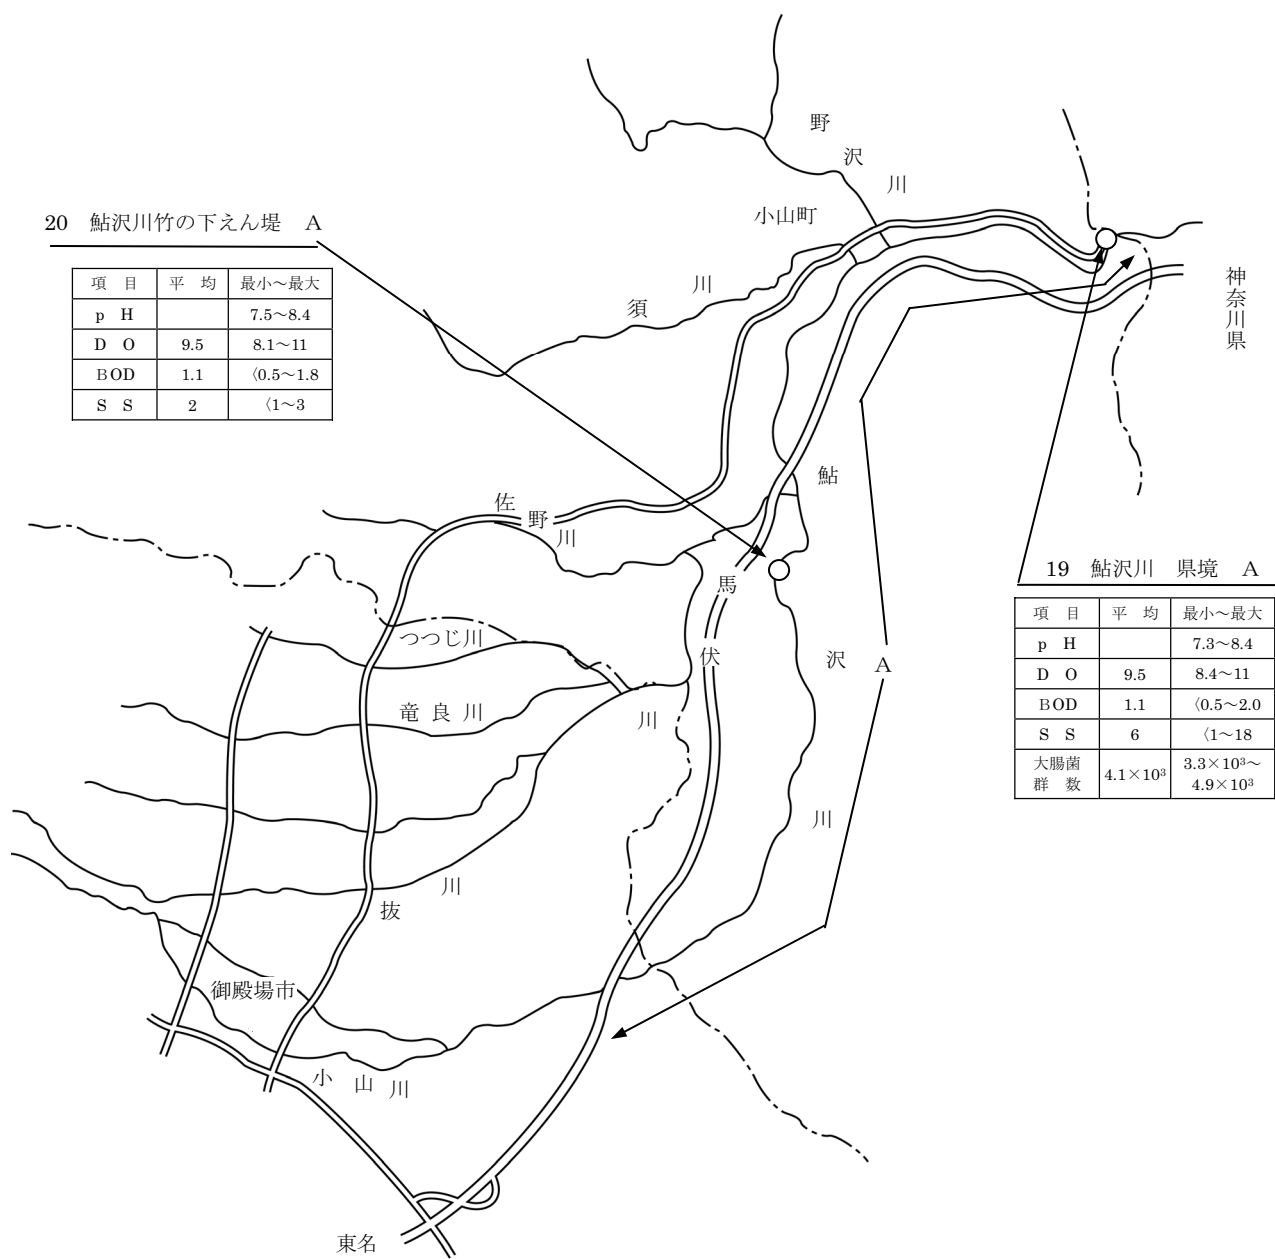 野沢川
小山町
20 鮎沢川竹の下えん堤 A
項 目 平 均 最小～最大
p H 7.5～8.4
D O 9.5 8.1～11
BOD 1.1 〈0.5～1.8
S S 2 〈1～3
須川
神奈川県
鮎沢川
佐野川
馬伏川
19 鮎沢川 県境 A
項 目 平 均 最小～最大
p H 7.3～8.4
D O 9.5 8.4～11
BOD 1.1 〈0.5～2.0
S S 6 〈1～18
大腸菌群 数 4.1×10³ 3.3×10³～4.9×10³
A
つつじ川
竜良川
抜川
御殿場市
小山川
東名